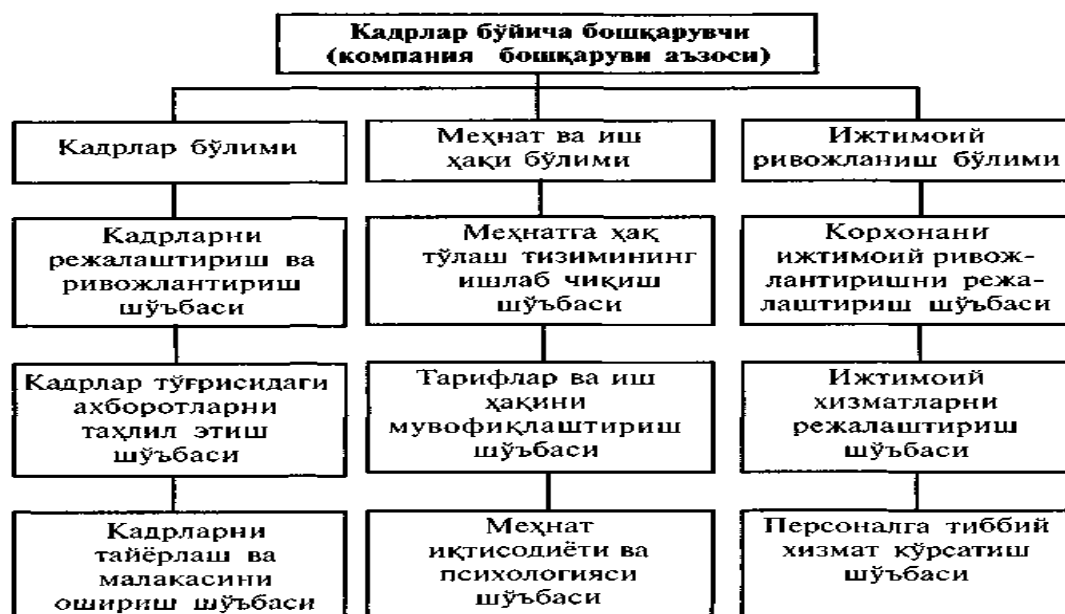 Кадрлар бўйича бошқарувчи
(компания бошқаруви аъзоси)
Кадрлар бўлими
Меҳнат ва иш
ҳақи бўлими
Ижтимоий
ривожланиш бўлими
Кадрларни
режалаштириш ва
ривожлантириш
шўъбаси
Меҳнатга ҳақ
тўлаш тизимининг
ишлаб чиқиш
шўъбаси
Корхонани
ижтимоий ривож-
лантиришни режа-
лаштириш шўъбаси
Кадрлар тўғрисидаги
ахборотларни
таҳлил этиш
шўъбаси
Тарифлар ва иш
ҳақини
мувофиқлаштириш
шўъбаси
Ижтимоий
хизматларни
режалаштириш
шўъбаси
Кадрларни
тайёрлаш ва
малакасини
ошириш шўъбаси
Меҳнат
иқтисодиёти ва
психологияси
шўъбаси
Персоналга тиббий
хизмат кўрсатиш
шўъбаси